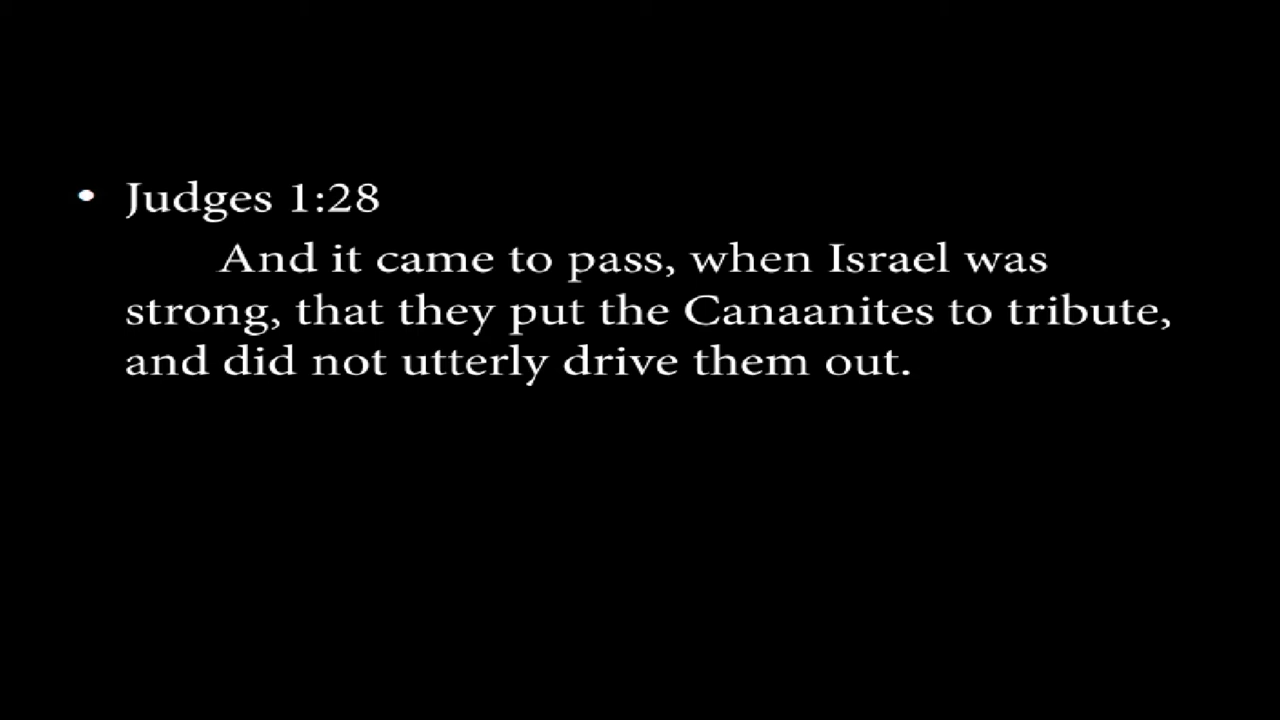 • Judges 1:28
And it came to pass, when Israel was
strong, that they put the Canaanites to tribute,
and did not utterly drive them out.